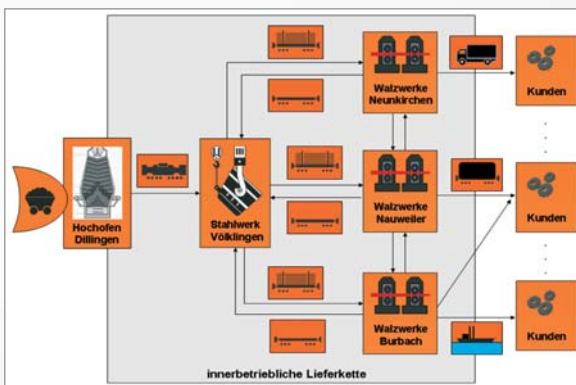 Walzwerke
Neunkirchen
Kunden
Hochofen
Dillingen
Stahlwerk
Völklingen
Walzwerke
Nauweiler
Kunden
Walzwerke
Burbach
Kunden
innerbetriebliche Lieferkette